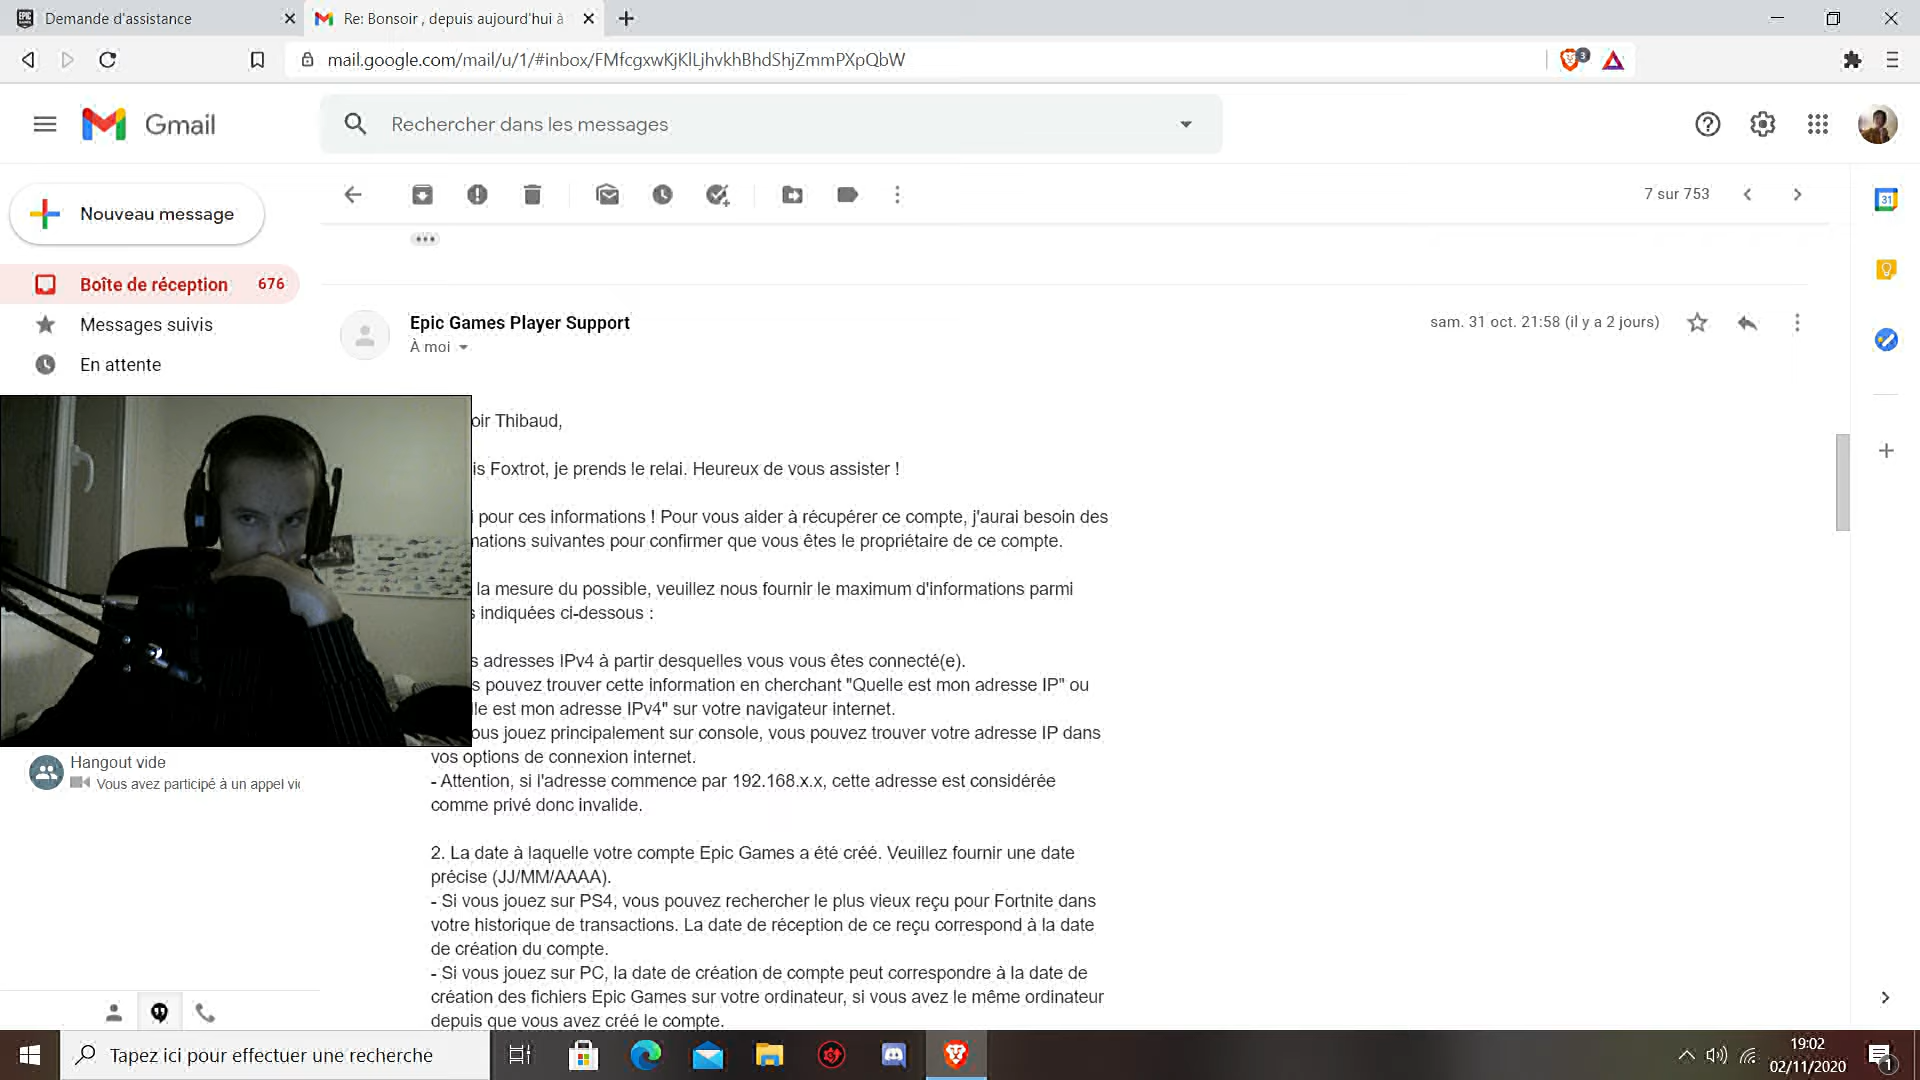 Demande d'assistance
Re: Bonsoir , depuis aujourd'hui à
mail.google.com/mail/u/1/#inbox/FMfcgxwKjKlLjhvkhBhdShjZmmPXpQbW
3
Gmail
Rechercher dans les messages
Nouveau message
7 sur 753
31
Boîte de réception 676
Messages suivis
En attente
Epic Games Player Support
sam. 31 oct. 21:58 (il y a 2 jours)
À moi
oir Thibaud,
is Foxtrot, je prends le relai. Heureux de vous assister !
i pour ces informations ! Pour vous aider à récupérer ce compte, j'aurai besoin des
mations suivantes pour confirmer que vous êtes le propriétaire de ce compte.
la mesure du possible, veuillez nous fournir le maximum d'informations parmi
s indiquées ci-dessous :
s adresses IPv4 à partir desquelles vous vous êtes connecté(e).
s pouvez trouver cette information en cherchant "Quelle est mon adresse IP" ou
lle est mon adresse IPv4" sur votre navigateur internet.
ous jouez principalement sur console, vous pouvez trouver votre adresse IP dans
vos options de connexion internet.
- Attention, si l'adresse commence par 192.168.x.x, cette adresse est considérée
comme privé donc invalide.
2. La date à laquelle votre compte Epic Games a été créé. Veuillez fournir une date
précise (JJ/MM/AAAA).
- Si vous jouez sur PS4, vous pouvez rechercher le plus vieux reçu pour Fortnite dans
votre historique de transactions. La date de réception de ce reçu correspond à la date
de création du compte.
- Si vous jouez sur PC, la date de création de compte peut correspondre à la date de
création des fichiers Epic Games sur votre ordinateur, si vous avez le même ordinateur
depuis que vous avez créé le compte.
Hangout vide
Vous avez participé à un appel vi
Tapez ici pour effectuer une recherche
19:02
02/11/2020
1